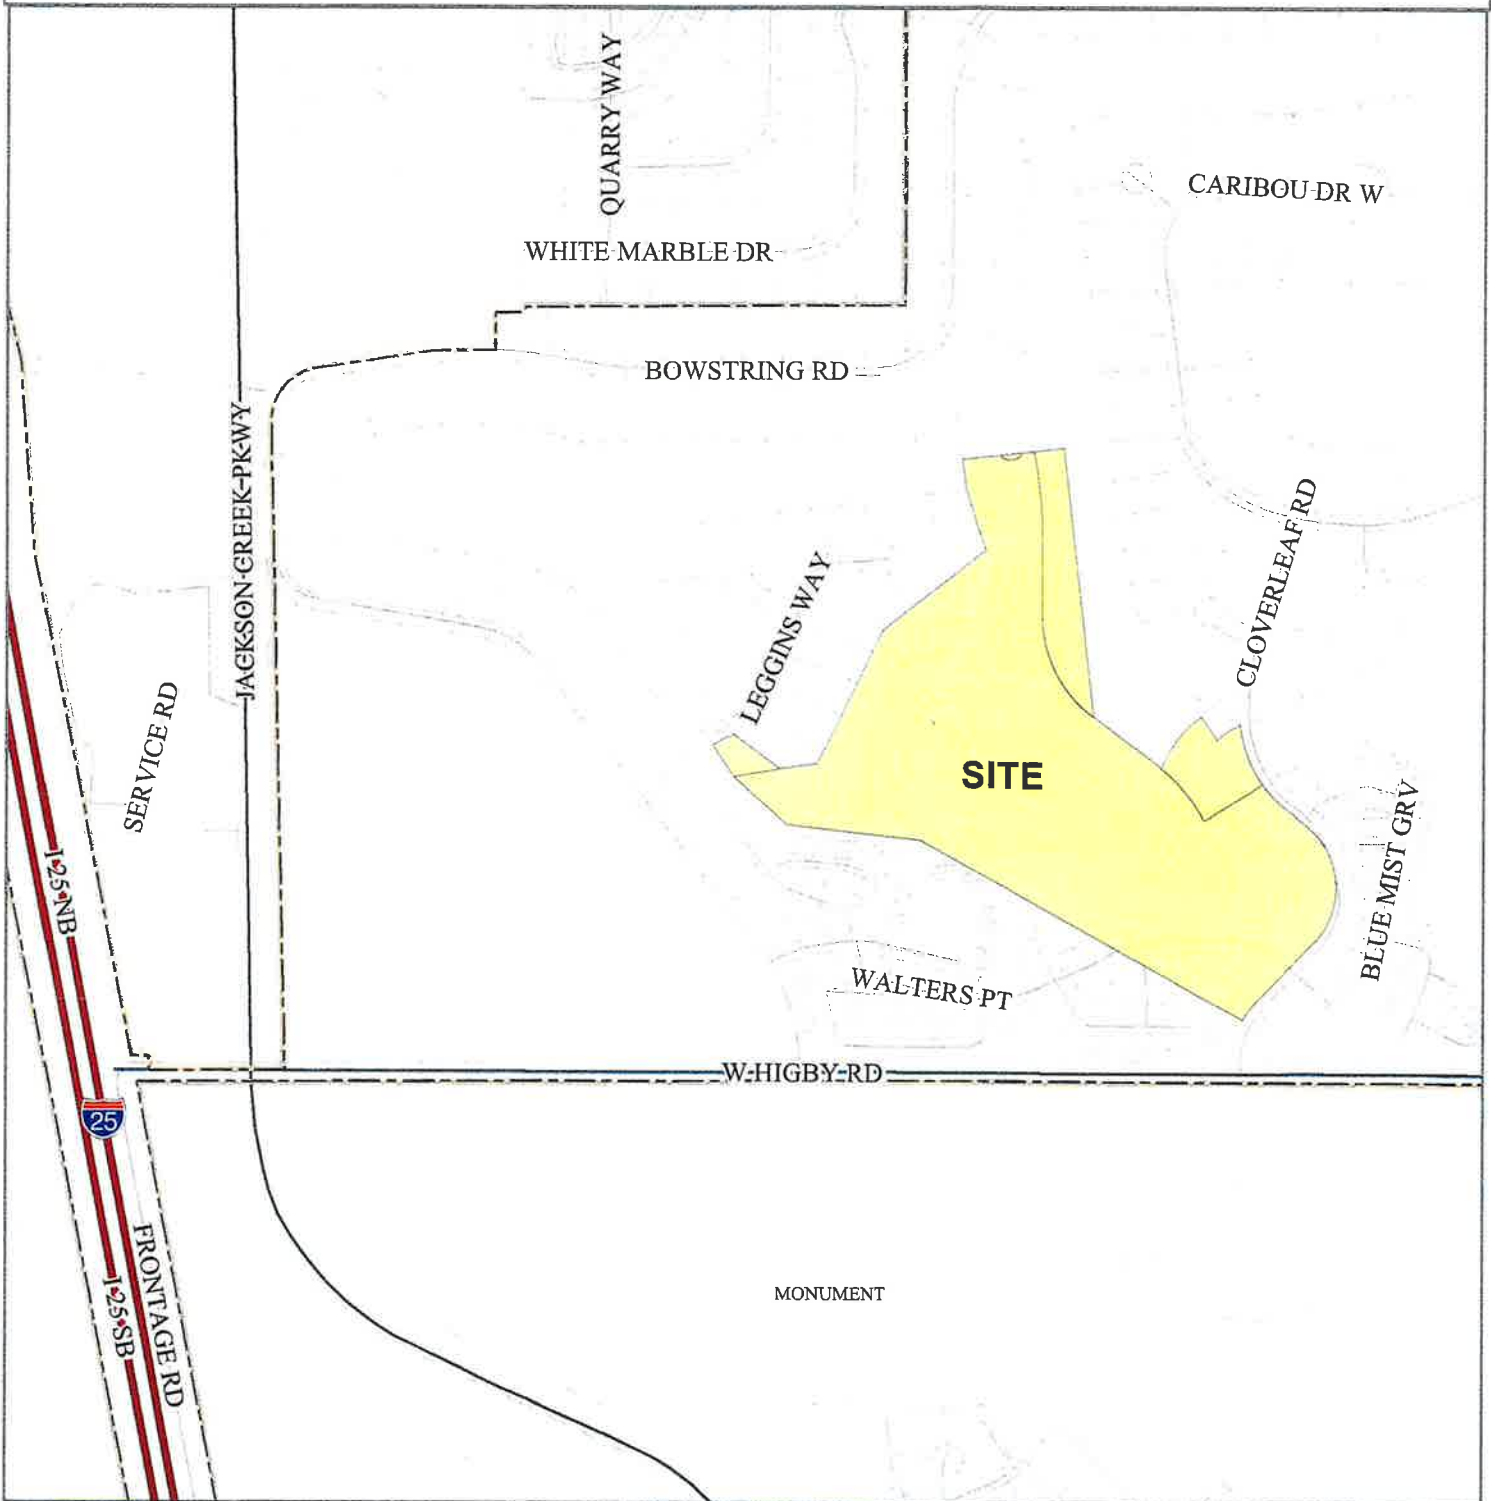 QUARRY WAY
CARIBOU DR W
WHITE MARBLE DR
BOWSTRING RD
JACKSON CREEK PKWY
CLOVERLEAF RD
LEGGINS WAY
SERVICE RD
SITE
BLUE MIST GRV
I-25 NB
WALTERS PT
W HIGBY RD
25
FRONTAGE RD
I-25 SB
MONUMENT